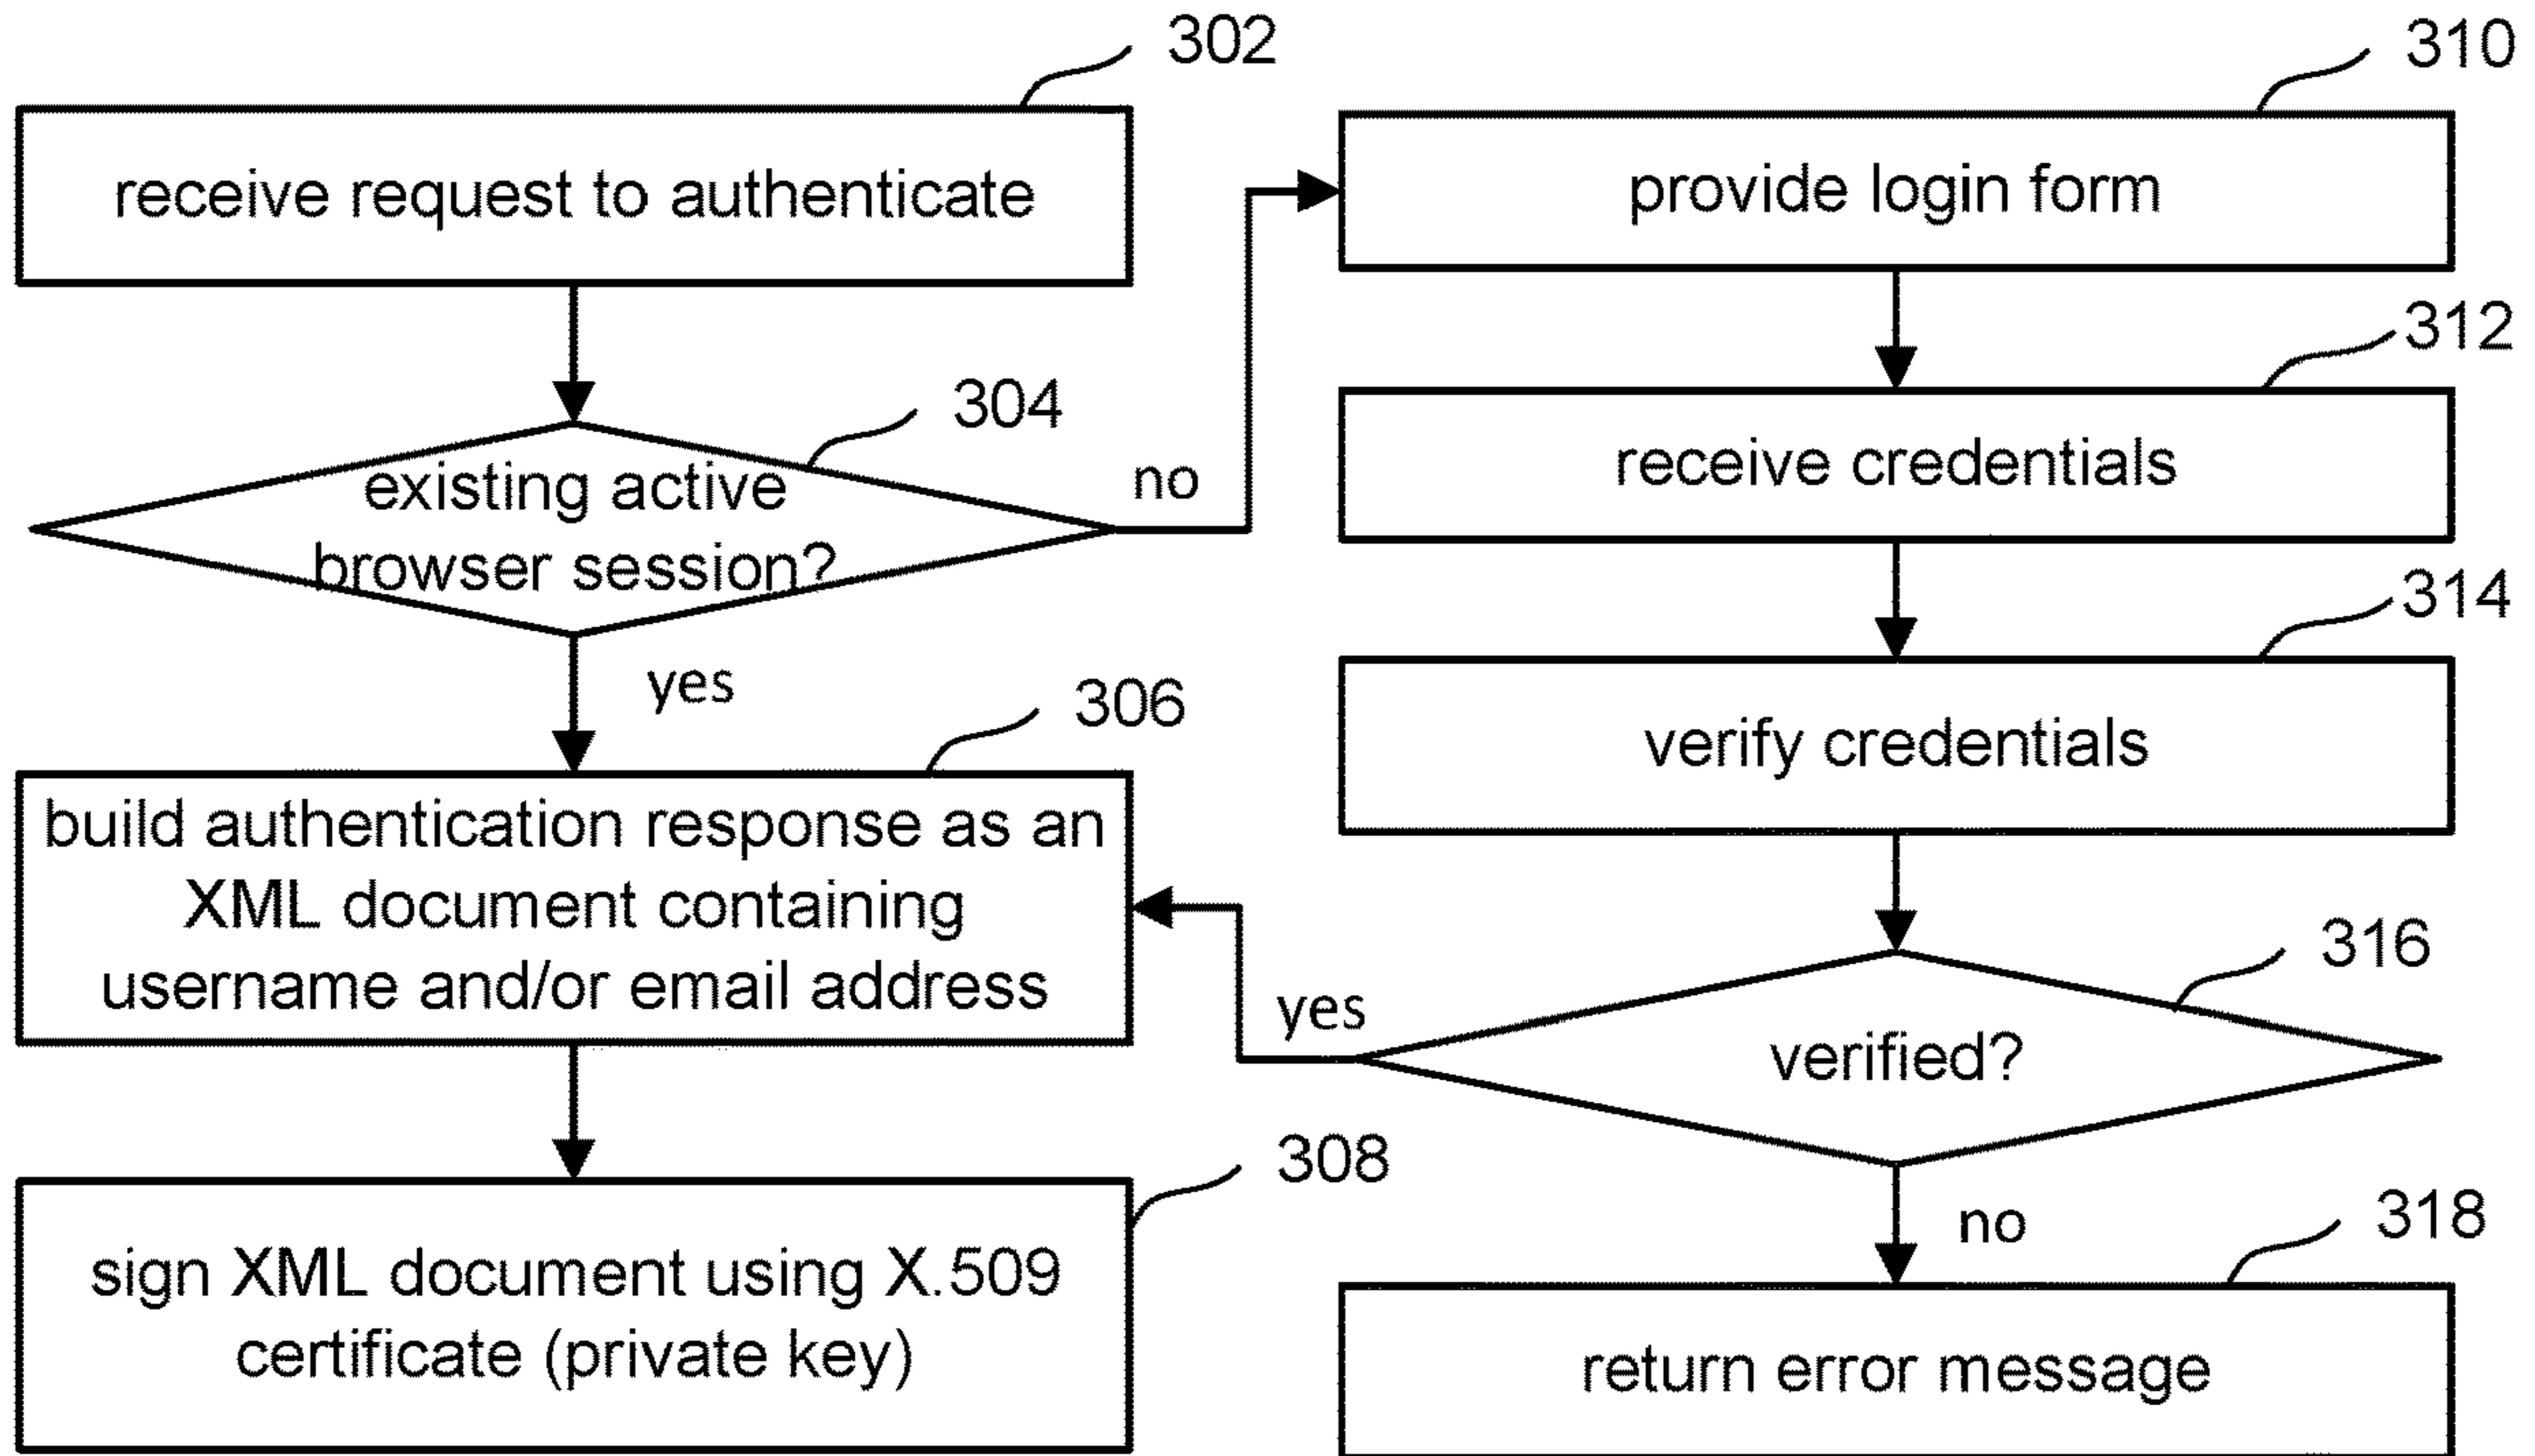 302
receive request to authenticate
304
existing active
browser session?
no
yes
306
build authentication response as an
XML document containing
username and/or email address
308
sign XML document using X.509
certificate (private key)
310
provide login form
312
receive credentials
314
verify credentials
316
verified?
yes
no
318
return error message